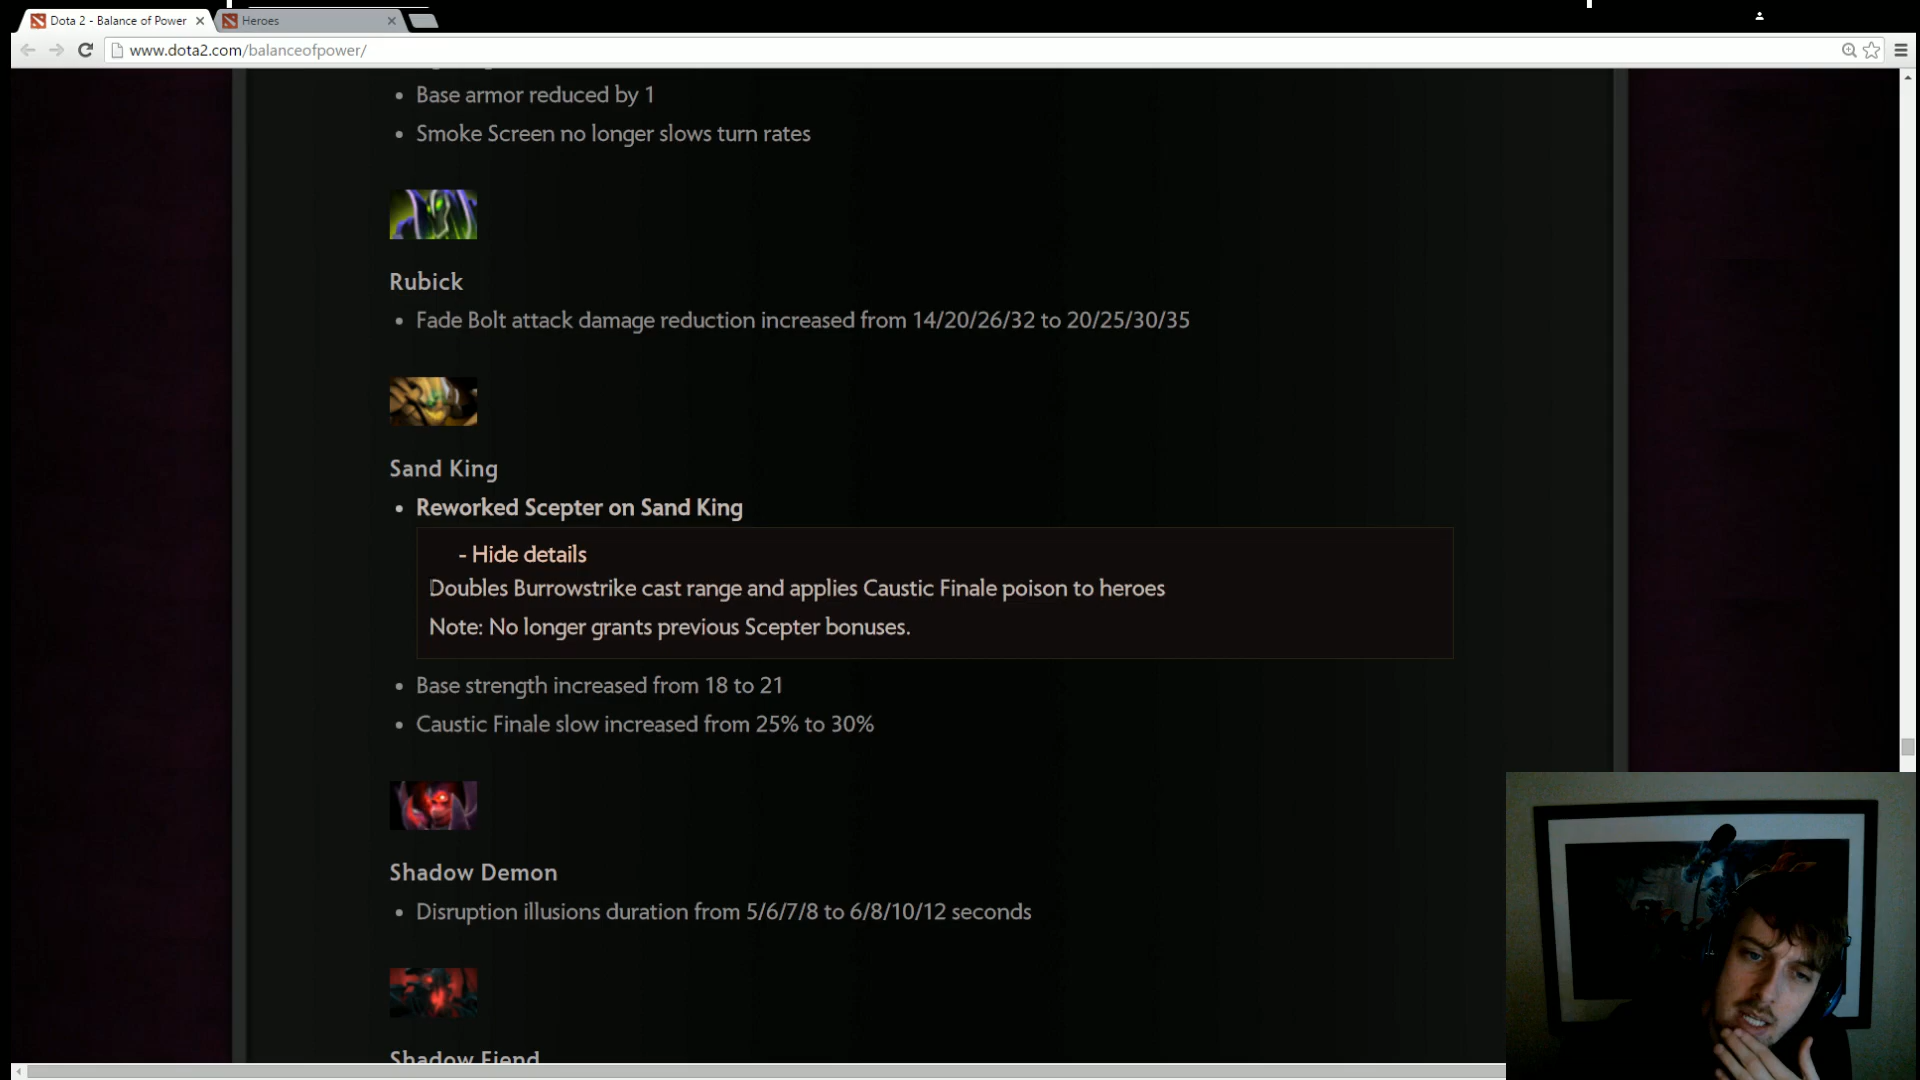 Dota 2 - Balance of Power
Heroes
www.dota2.com/balanceofpower/
Base armor reduced by 1
Smoke Screen no longer slows turn rates
Rubick
Fade Bolt attack damage reduction increased from 14/20/26/32 to 20/25/30/35
Sand King
Reworked Scepter on Sand King
- Hide details
Doubles Burrowstrike cast range and applies Caustic Finale poison to heroes
Note: No longer grants previous Scepter bonuses.
Base strength increased from 18 to 21
Caustic Finale slow increased from 25% to 30%
Shadow Demon
Disruption illusions duration from 5/6/7/8 to 6/8/10/12 seconds
Shadow Fiend